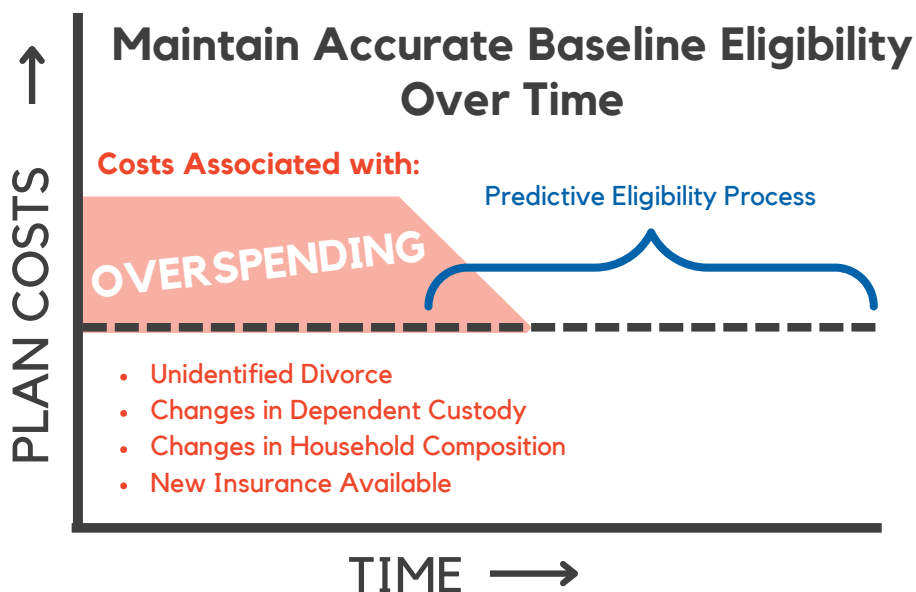 Maintain Accurate Baseline Eligibility
Over Time
Costs Associated with:
Predictive Eligibility Process
OVERSPENDING
PLAN COSTS
• Unidentified Divorce
• Changes in Dependent Custody
• Changes in Household Composition
• New Insurance Available
TIME